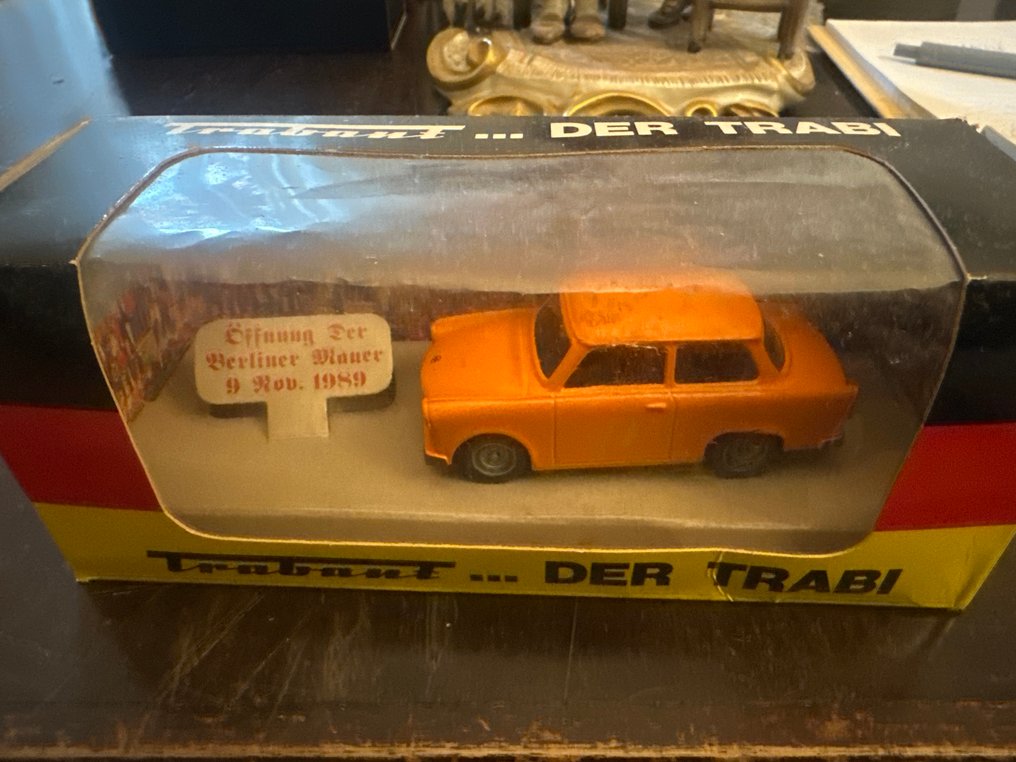 Trabant ... DER TRABI
Öffnung Der
Berliner Mauer
9 Nov. 1989
Trabant ... DER TRABI